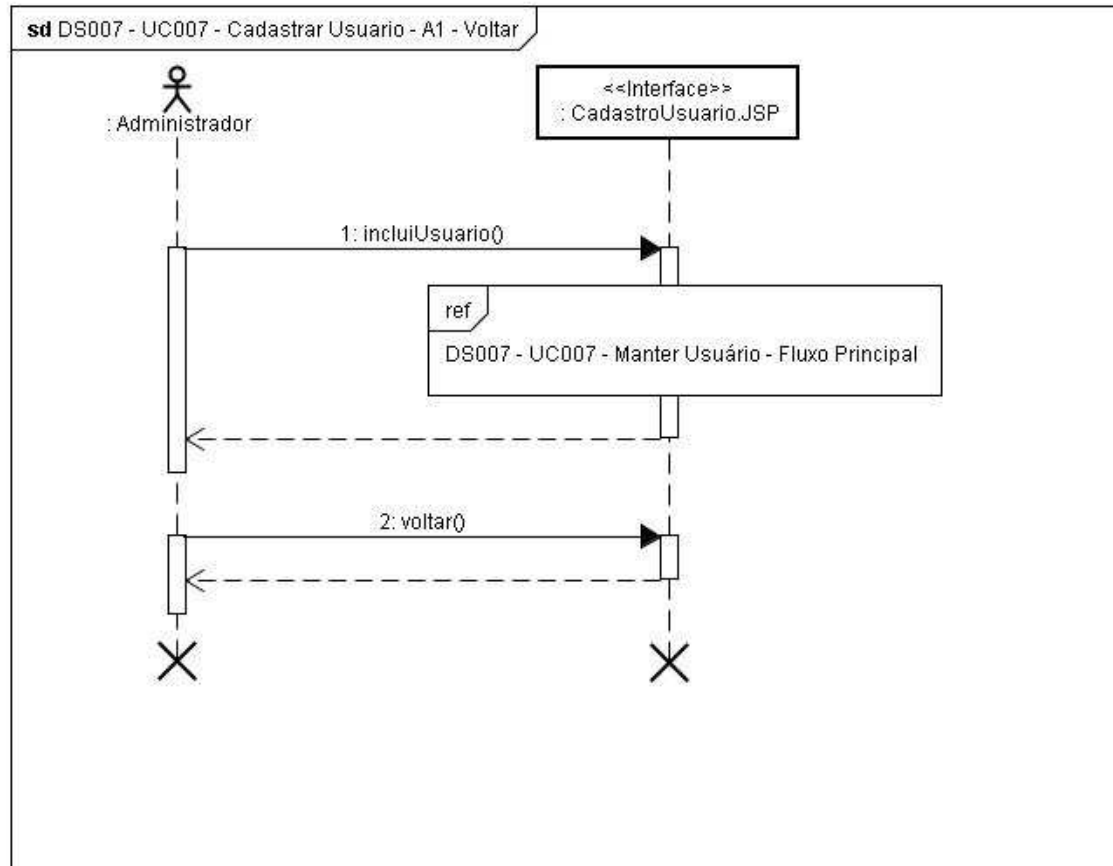 sd DS007 - UC007 - Cadastrar Usuario - A1 - Voltar
<<Interface>>
: Administrador
: CadastroUsuario.JSP
1: incluiUsuario()
ref
DS007 - UC007 - Manter Usuário - Fluxo Principal
2: voltar()